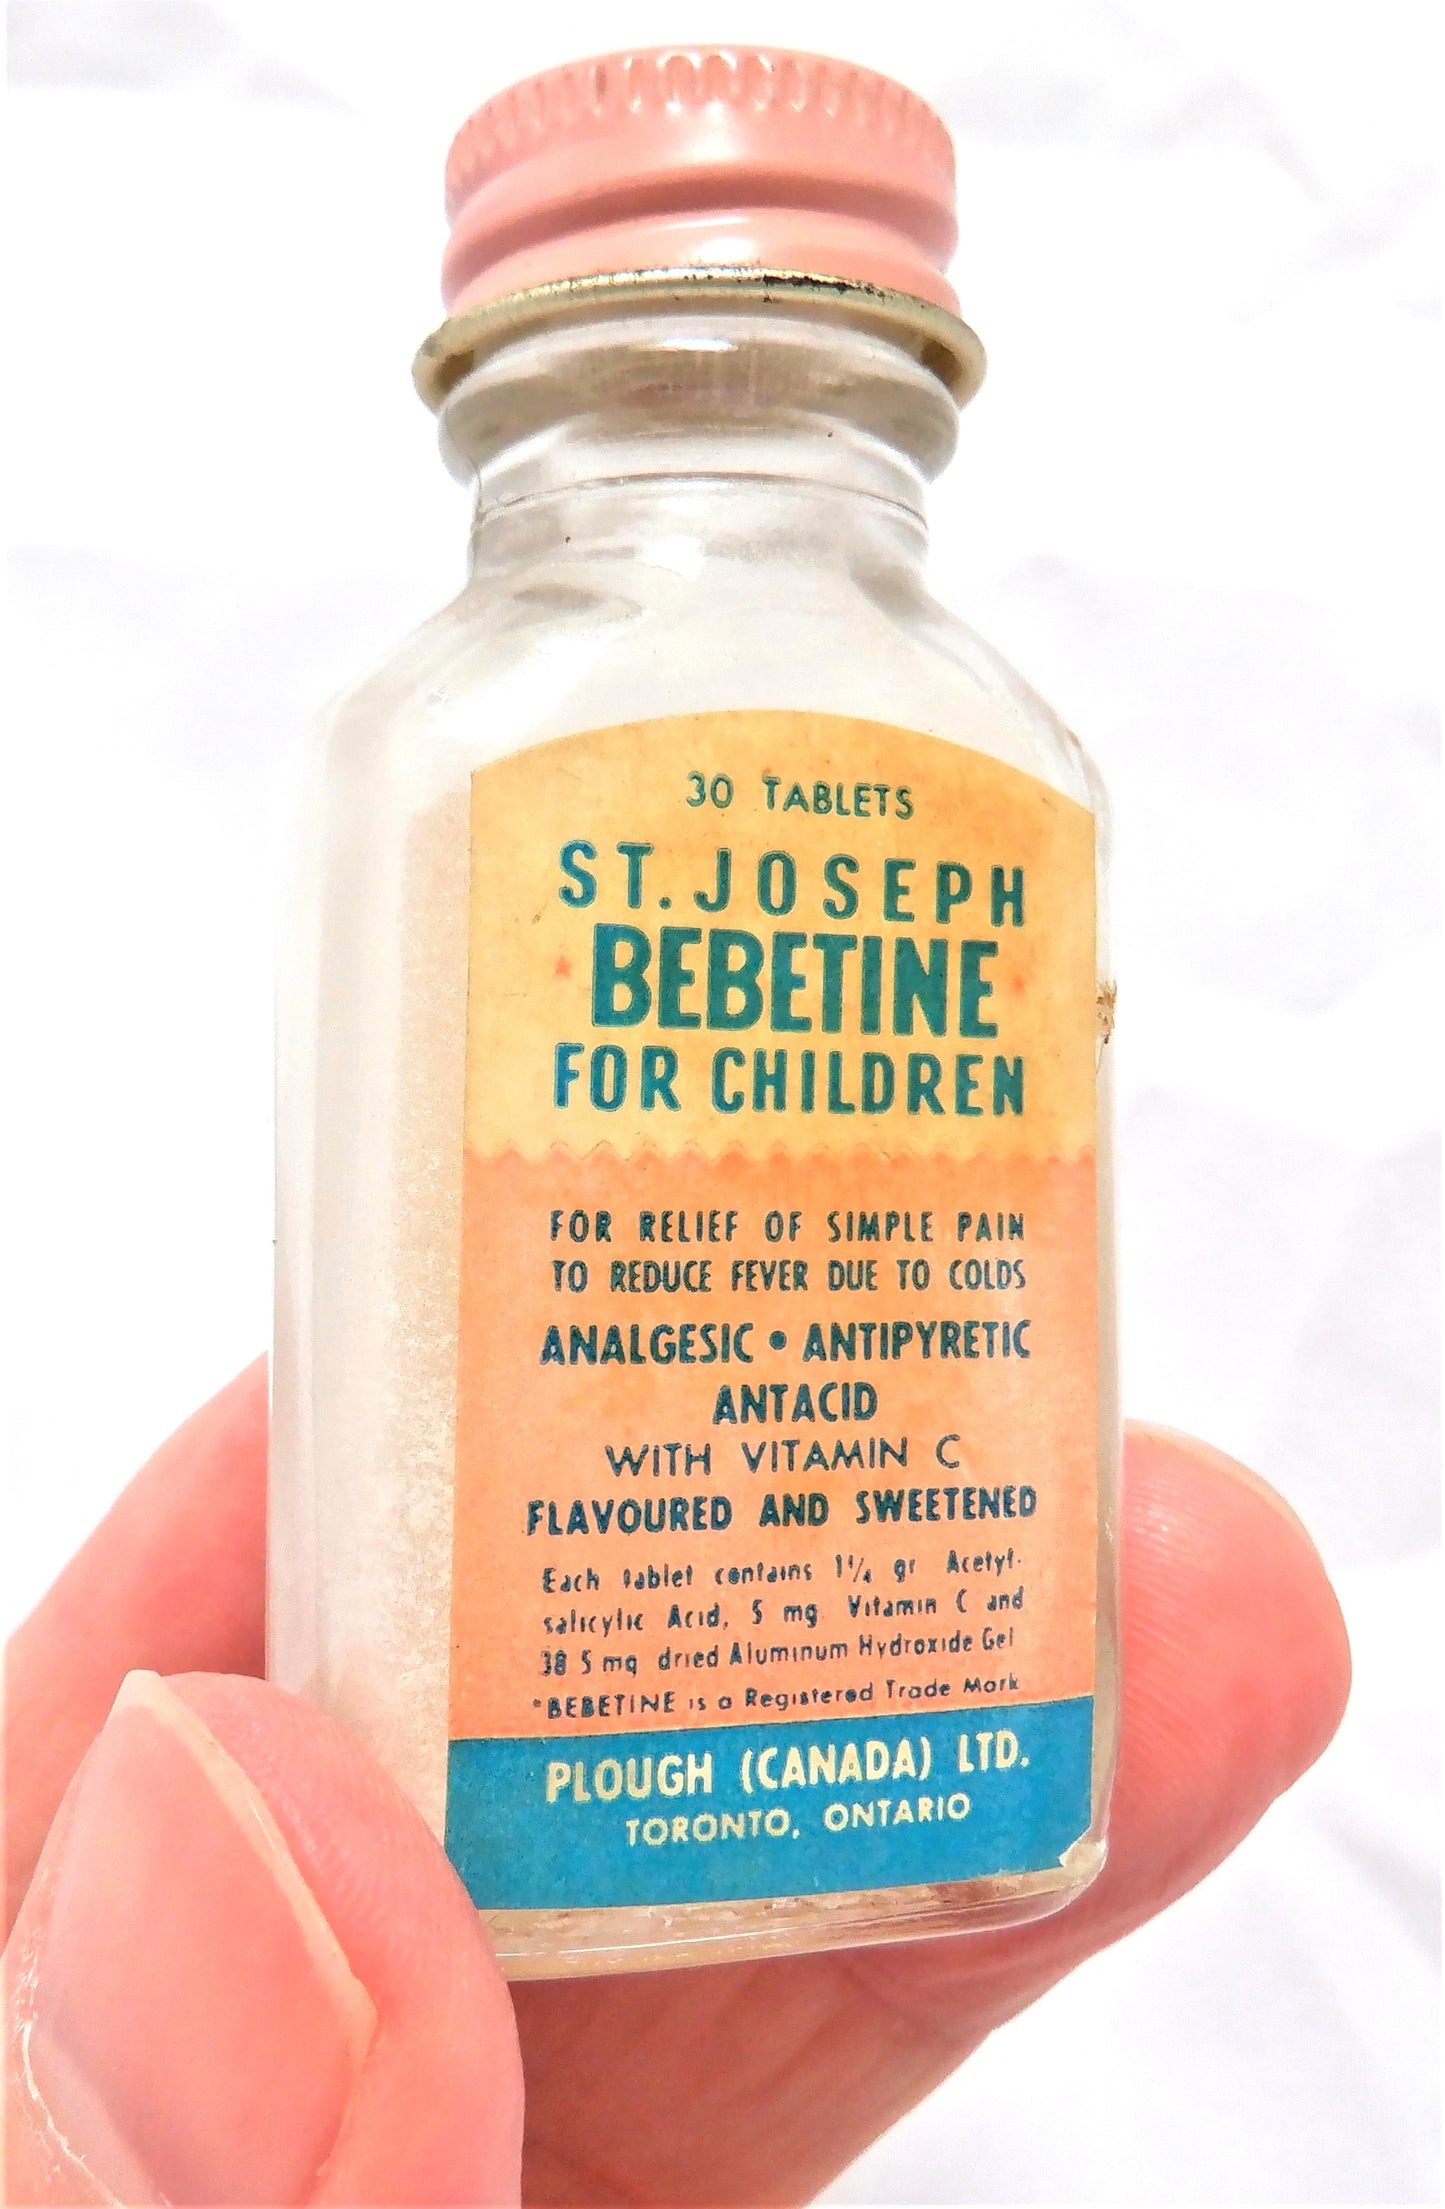 30 TABLETS
ST. JOSEPH
BEBETINE
FOR CHILDREN
FOR RELIEF OF SIMPLE PAIN
TO REDUCE FEVER DUE TO COLDS
ANALGESIC • ANTIPYRETIC
ANTACID
WITH VITAMIN C
FLAVOURED AND SWEETENED
Each tablet contains 1¼ gr Acetyl-
salicylic Acid, 5 mg. Vitamin C and
38.5 mg dried Aluminum Hydroxide Gel
*BEBETINE is a Registered Trade Mark
PLOUGH (CANADA) LTD.
TORONTO, ONTARIO